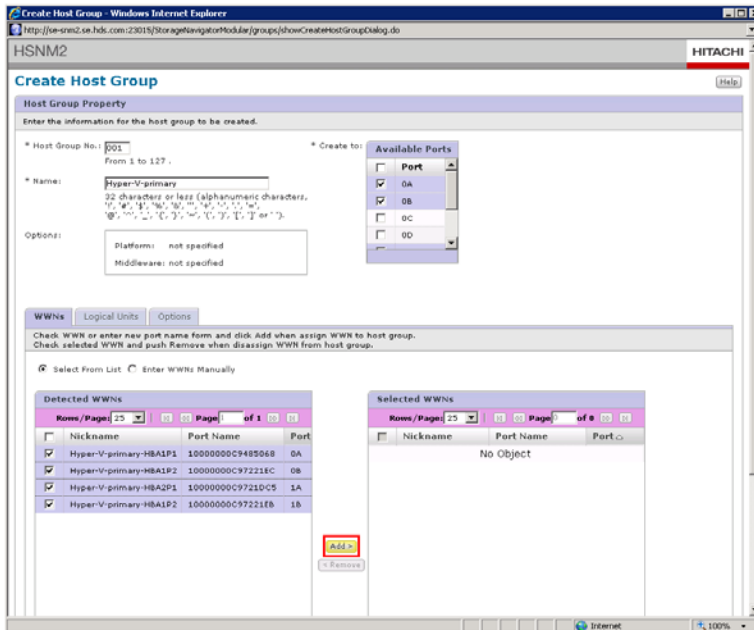 Create Host Group - Windows Internet Explorer
http://se-snm2.se.hds.com:23015/StorageNavigatorModular/groups/showCreateHostGroupDialog.do
HSNM2
HITACHI
Create Host Group
Help
Host Group Property
Enter the information for the host group to be created.
* Host Group No.: 001
From 1 to 127 .
* Create to:
Available Ports
Port
0A
0B
0C
0D
* Name: Hyper-V-primary
32 characters or less (alphanumeric characters,
Options:
Platform: not specified
Middleware: not specified
WWNs Logical Units Options
Check WWN or enter new port name form and click Add when assign WWN to host group.
Check selected WWN and push Remove when disassign WWN from host group.
Select From List Enter WWNs Manually
Detected WWNs
Rows/Page: 25 Page 1 of 1
Nickname Port Name Port
Hyper-V-primary-HBA1P1 10000000C9485068 0A
Hyper-V-primary-HBA1P2 10000000C97221EC 0B
Hyper-V-primary-HBA2P1 10000000C9721DC5 1A
Hyper-V-primary-HBA1P2 10000000C97221EB 1B
Add >
< Remove
Selected WWNs
Rows/Page: 25 Page 0 of 0
Nickname Port Name Port
No Object
Internet
100%